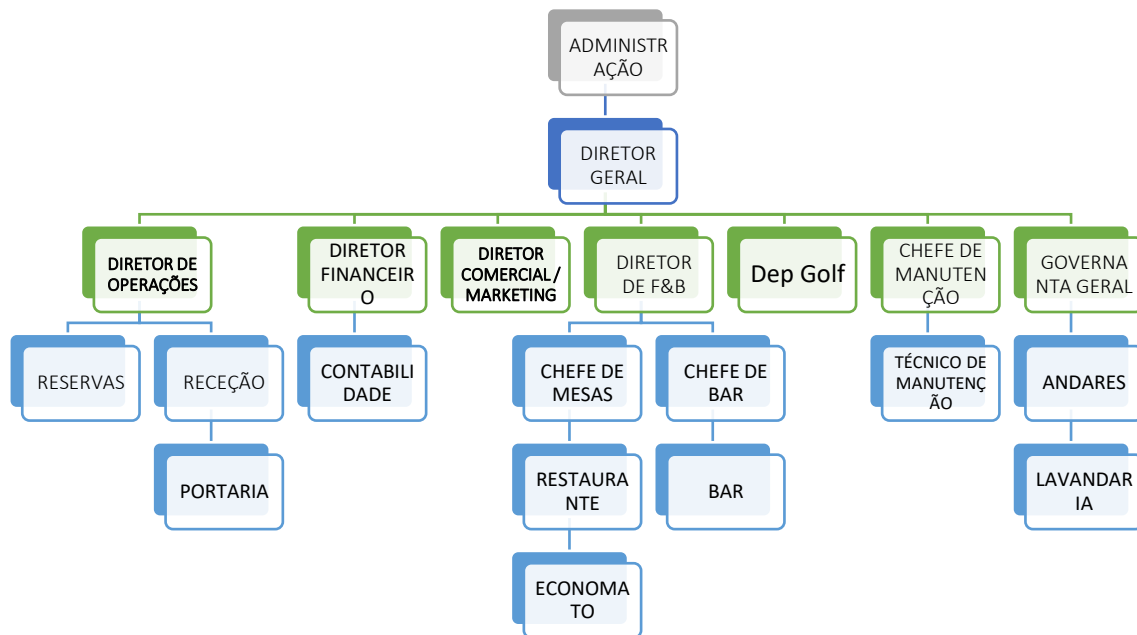 ADMINISTR
AÇÃO
DIRETOR
GERAL
DIRETOR DE
OPERAÇÕES
DIRETOR
FINANCEIR
O
DIRETOR
COMERCIAL /
MARKETING
DIRETOR
DE F&B
Dep Golf
CHEFE DE
MANUTEN
ÇÃO
GOVERNA
NTA GERAL
RESERVAS
RECEÇÃO
CONTABILI
DADE
CHEFE DE
MESAS
CHEFE DE
BAR
TÉCNICO DE
MANUTENÇ
ÃO
ANDARES
PORTARIA
RESTAURA
NTE
BAR
LAVANDAR
IA
ECONOMA
TO